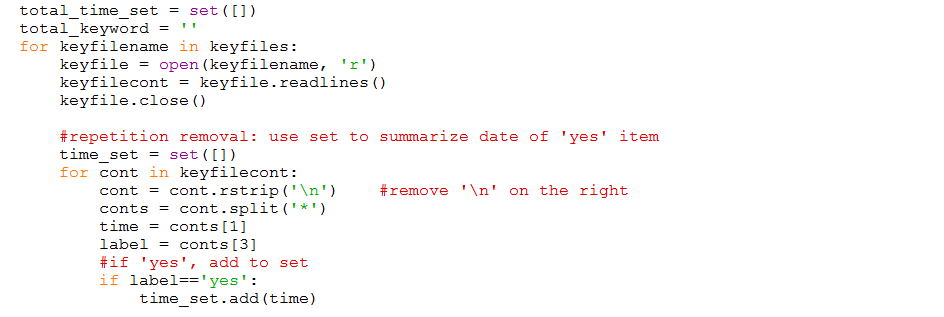 total_time_set = set([])
total_keyword = ''
for keyfilename in keyfiles:
    keyfile = open(keyfilename, 'r')
    keyfilecont = keyfile.readlines()
    keyfile.close()

    #repetition removal: use set to summarize date of 'yes' item
    time_set = set([])
    for cont in keyfilecont:
        cont = cont.rstrip('\n')    #remove '\n' on the right
        conts = cont.split('*')
        time = conts[1]
        label = conts[3]
        #if 'yes', add to set
        if label=='yes':
            time_set.add(time)